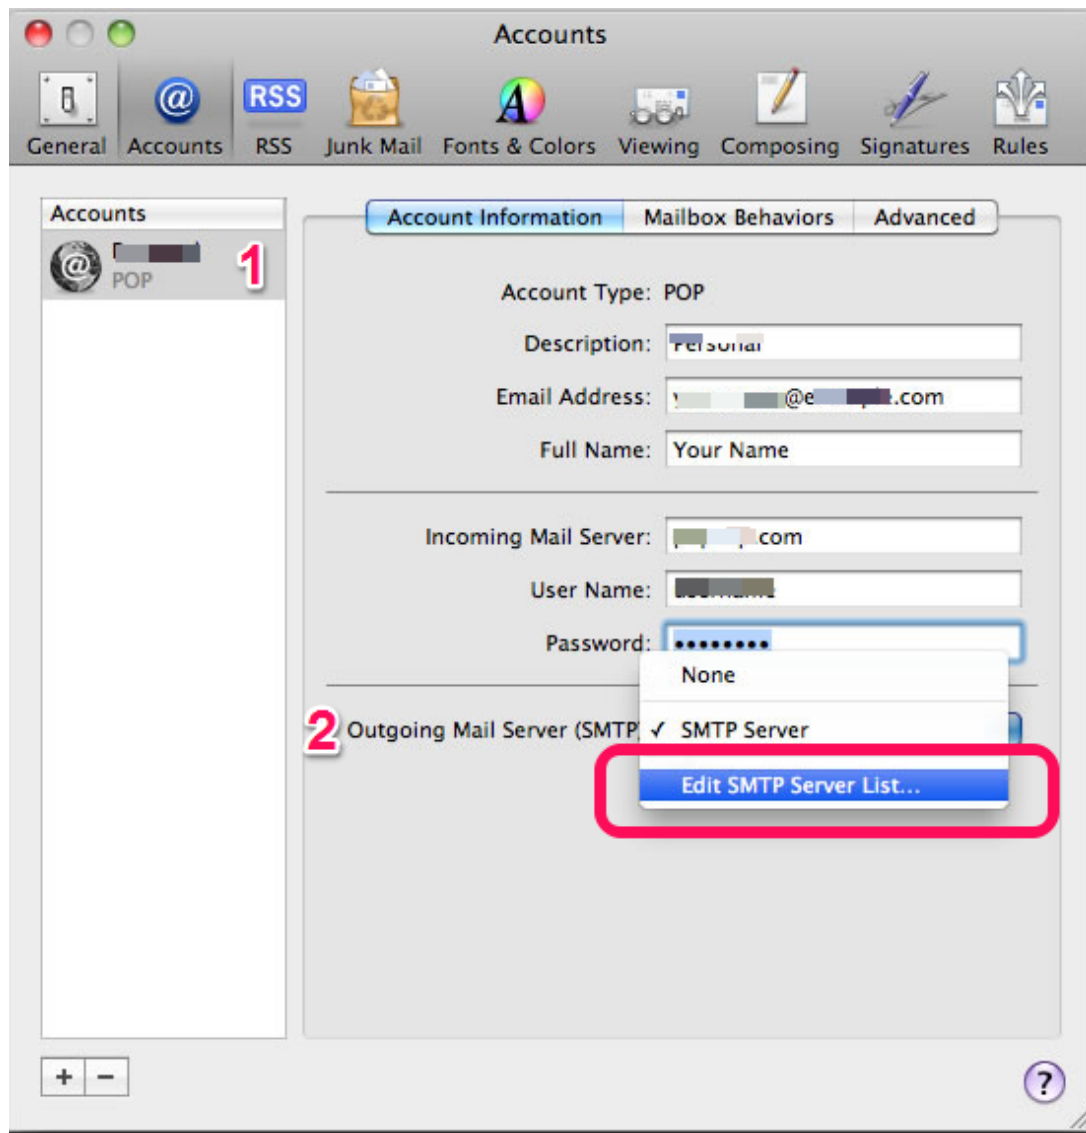 Accounts
General Accounts RSS Junk Mail Fonts & Colors Viewing Composing Signatures Rules
RSS
Accounts
1
POP
Account Information Mailbox Behaviors Advanced
Account Type: POP
Description:
Email Address: @e .com
Full Name: Your Name
Incoming Mail Server: .com
User Name:
Password: ••••••••
None
2 Outgoing Mail Server (SMTP) ✓ SMTP Server
Edit SMTP Server List...
+ −
?